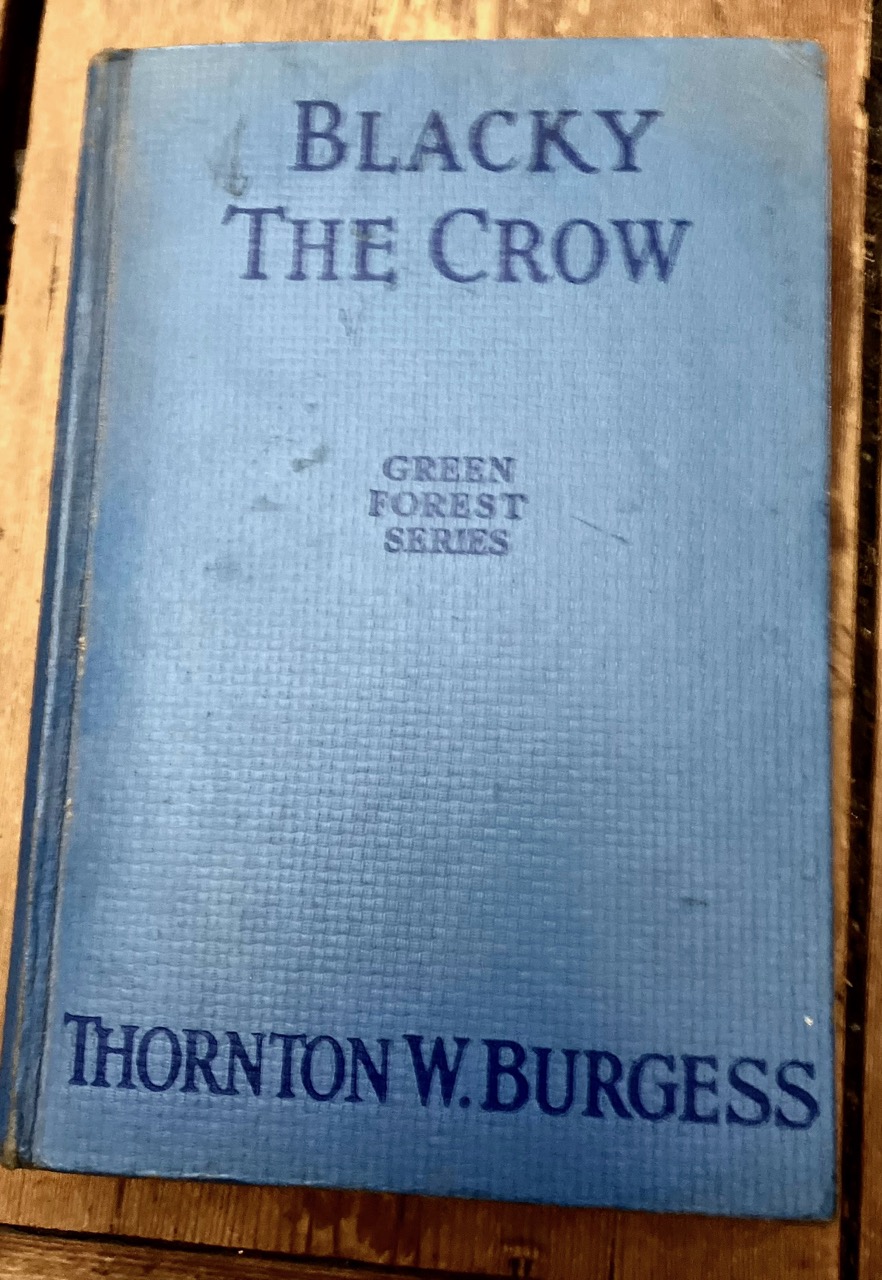 BLACKY
THE CROW
GREEN
FOREST
SERIES
THORNTON W. BURGESS